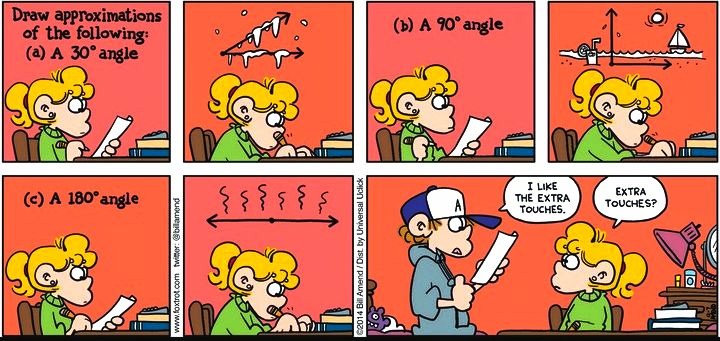 Draw approximations
of the following:
(a) A 30° angle
(b) A 90° angle
(c) A 180° angle
www.foxtrot.com twitter: @billamend
©2014 Bill Amend / Dist. by Universal Uclick
A
I LIKE
THE EXTRA
TOUCHES.
EXTRA
TOUCHES?